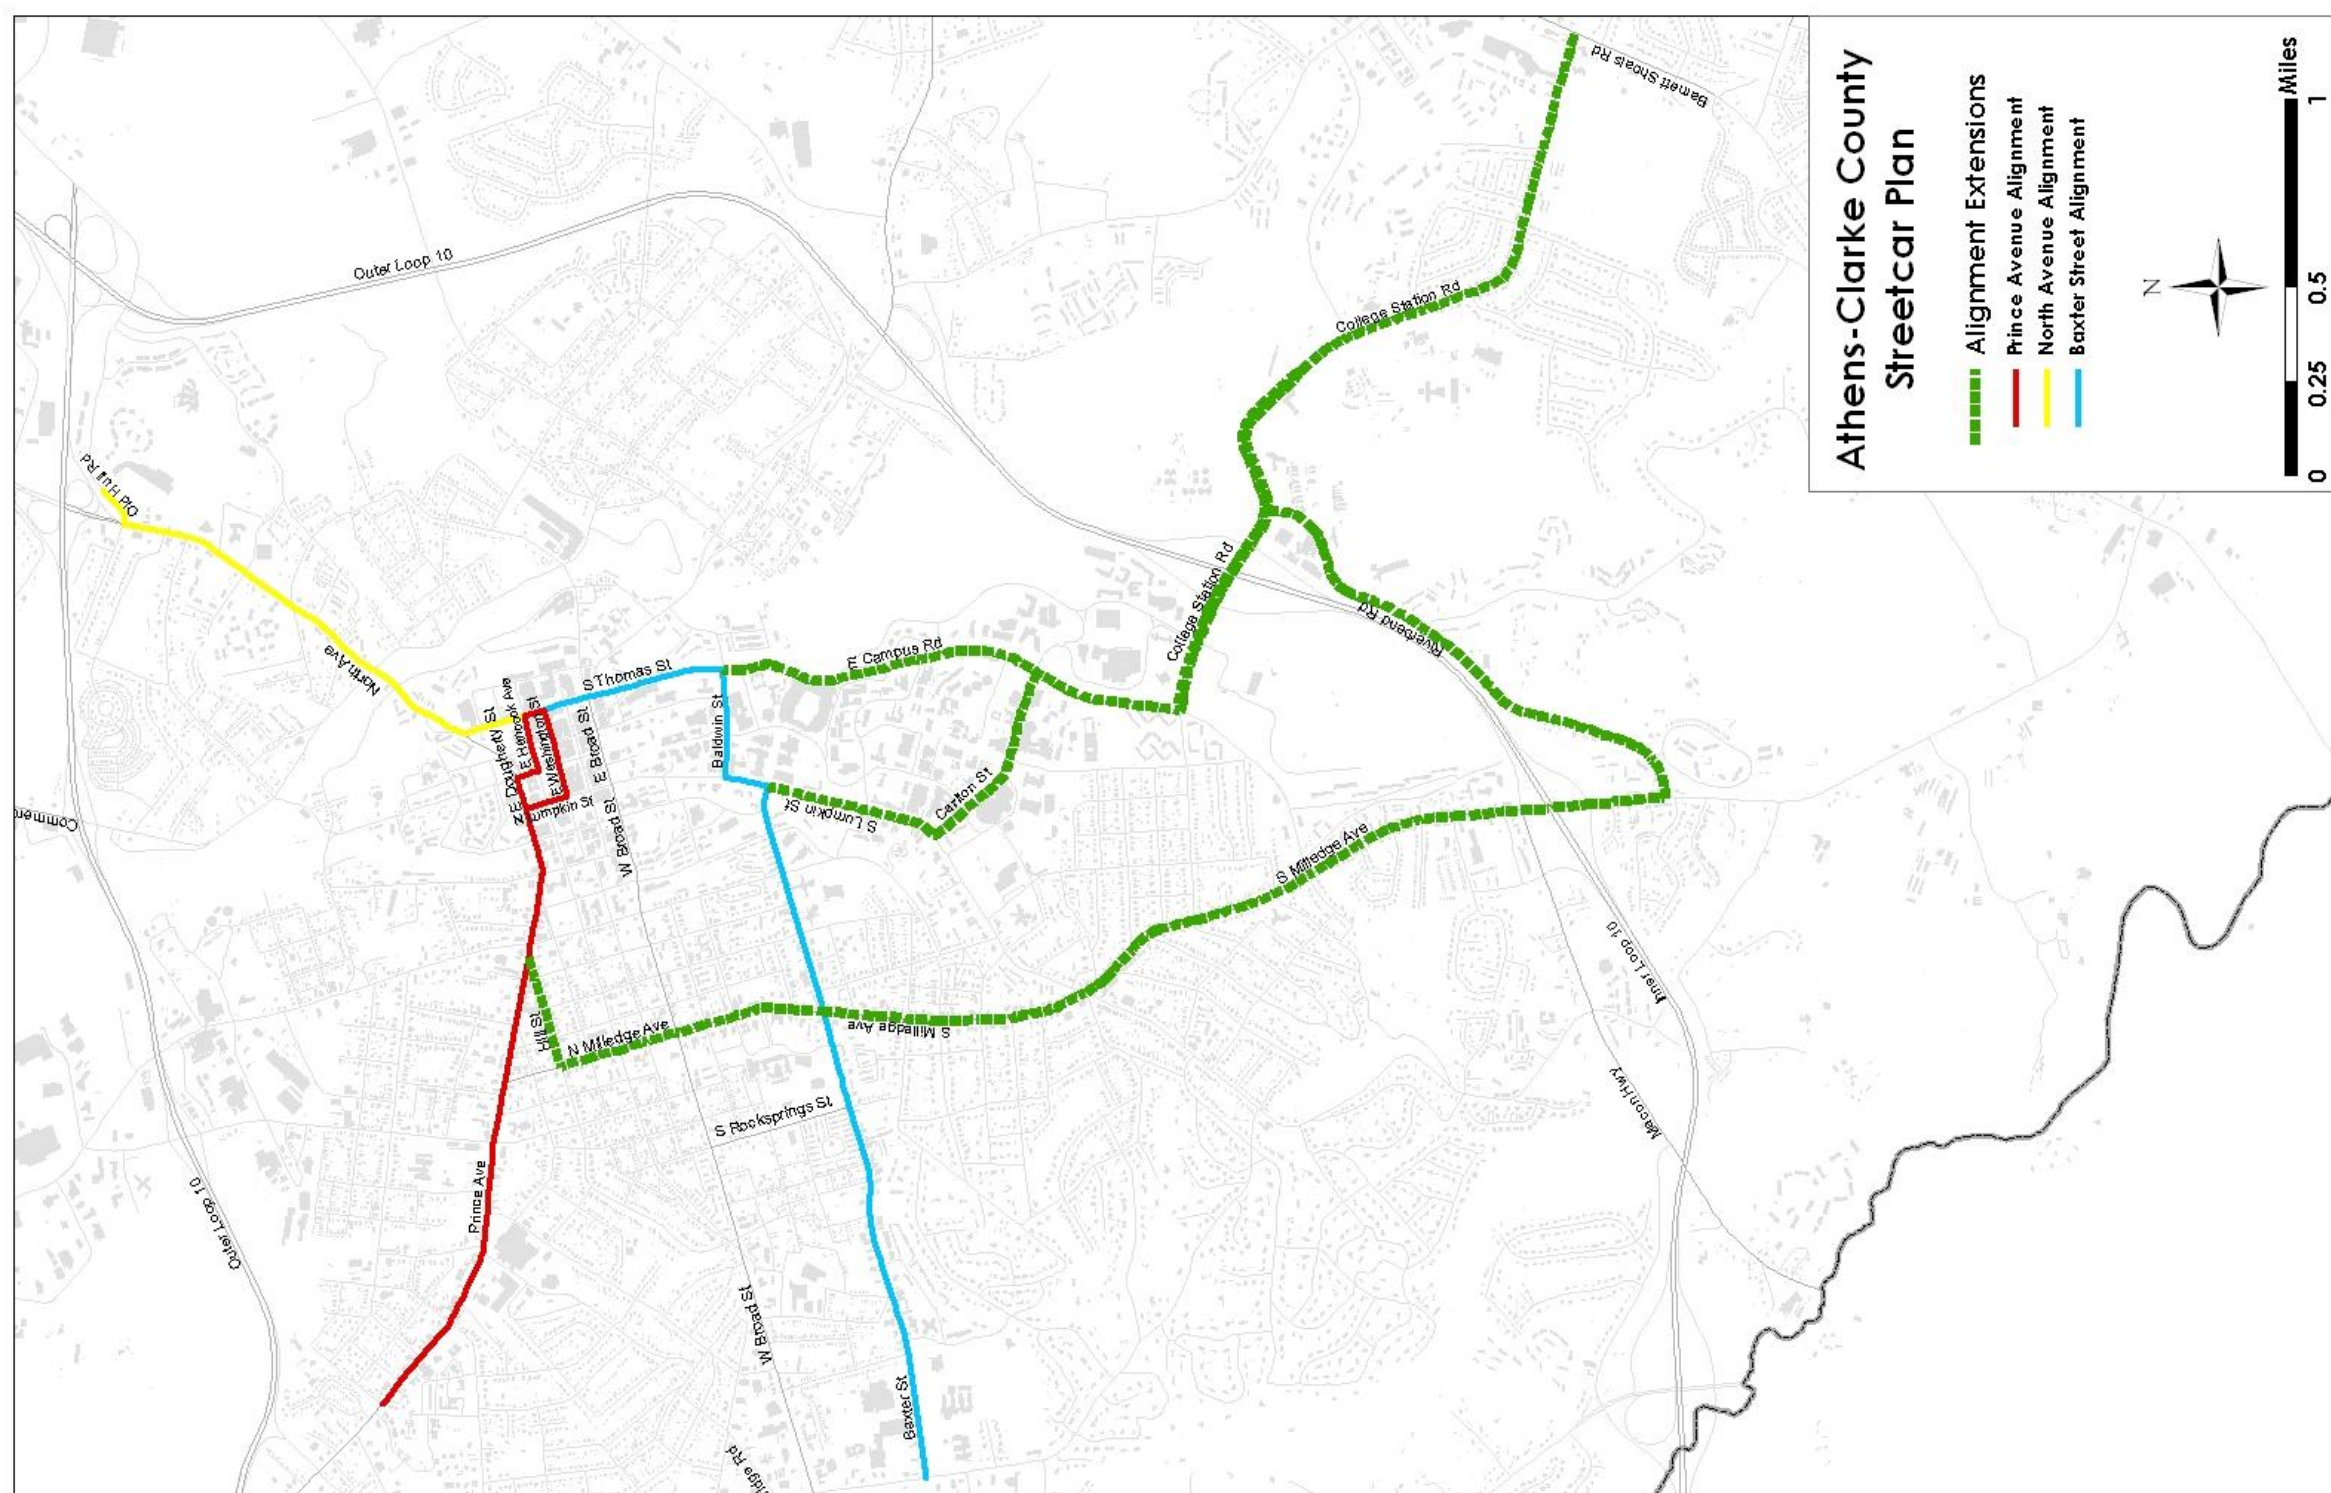 Athens-Clarke County
Streetcar Plan
Alignment Extensions
Prince Avenue Alignment
North Avenue Alignment
Baxter Street Alignment
N
0 0.25 0.5 1
Miles
Barnett Shoals Rd
Outer Loop 10
College Station Rd
Old Hull Rd
College Station Rd
Riverbend Rd
North Ave
S Thomas St
E Campus Rd
E Dougherty St
E Hancock Ave
E Washington St
E Broad St
Baldwin St
N
Lumpkin St
W Broad St
S Lumpkin St
Carlton St
S Milledge Ave
Commerc
Inner Loop 10
Hill St
N Milledge Ave
S Milledge Ave
Macon Hwy
S Rocksprings St
Prince Ave
Outer Loop 10
W Broad St
Baxter St
idge Rd